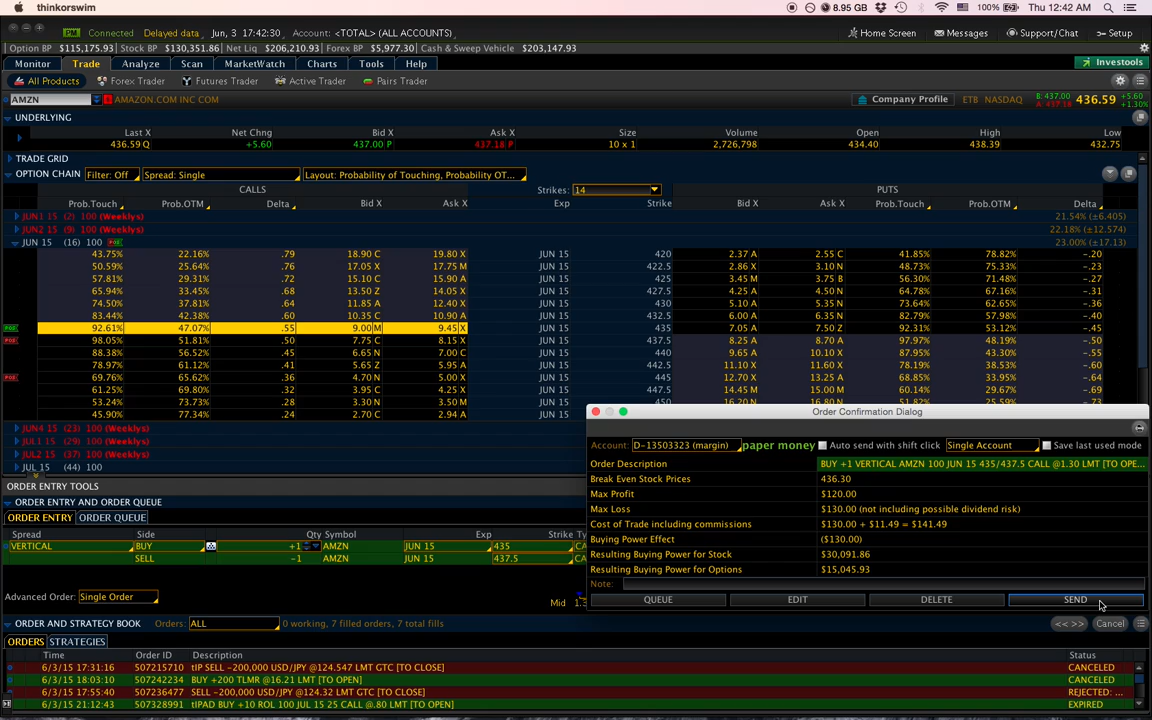 thinkorswim 8.95 GB 100% Thu 12:42 AM
PM Connected Delayed data Jun, 3 17:42:30 Account: <TOTAL> (ALL ACCOUNTS) Home Screen Messages Support/Chat Setup
Option BP $115,175.93 Stock BP $130,351.86 Net Liq $206,210.93 Forex BP $5,977.30 Cash & Sweep Vehicle $203,147.93
Monitor Trade Analyze Scan MarketWatch Charts Tools Help Investools
All Products Forex Trader Futures Trader Active Trader Pairs Trader
AMZN AMAZON.COM INC COM Company Profile ETB NASDAQ B: 437.00 A: 437.18 436.59 +5.60 +1.30%
UNDERLYING
Last X Net Chng Bid X Ask X Size Volume Open High Low
436.59 Q +5.60 437.00 P 437.18 P 10 x 1 2,726,798 434.40 438.39 432.75
TRADE GRID
OPTION CHAIN Filter: Off Spread: Single Layout: Probability of Touching, Probability OT...
CALLS Strikes: 14 PUTS
Prob.Touch Prob.OTM Delta Bid X Ask X Exp Strike Bid X Ask X Prob.Touch Prob.OTM Delta
JUN1 15 (2) 100 (Weeklys) 21.54% (±6.405)
JUN2 15 (9) 100 (Weeklys) 22.18% (±12.574)
JUN 15 (16) 100 23.00% (±17.13)
43.75% 22.16% .79 18.90 C 19.80 X JUN 15 420 2.37 A 2.55 C 41.85% 78.82% -.20
50.59% 25.64% .76 17.05 X 17.75 M JUN 15 422.5 2.86 X 3.10 N 48.73% 75.33% -.23
57.81% 29.31% .72 15.10 C 15.90 A JUN 15 425 3.45 M 3.75 B 56.30% 71.48% -.27
65.94% 33.45% .68 13.50 Z 14.05 X JUN 15 427.5 4.25 X 4.50 N 64.78% 67.16% -.31
74.50% 37.81% .64 11.85 A 12.40 X JUN 15 430 5.10 A 5.35 N 73.64% 62.65% -.36
83.44% 42.38% .60 10.35 C 10.90 A JUN 15 432.5 6.00 A 6.35 X 82.79% 57.98% -.40
92.61% 47.07% .55 9.00 M 9.45 X JUN 15 435 7.05 A 7.50 Z 92.31% 53.12% -.45
98.05% 51.81% .50 7.75 C 8.15 X JUN 15 437.5 8.25 A 8.70 A 97.97% 48.19% -.50
88.38% 56.52% .45 6.65 N 7.00 C JUN 15 440 9.65 A 10.10 X 87.95% 43.30% -.55
78.97% 61.12% .41 5.65 Z 5.95 A JUN 15 442.5 11.10 X 11.60 X 78.19% 38.53% -.60
69.76% 65.62% .36 4.70 N 5.00 X JUN 15 445 12.70 X 13.25 A 68.85% 33.95% -.64
61.25% 69.80% .32 3.95 C 4.25 X JUN 15 447.5 14.45 M 15.00 M 60.14% 29.67% -.69
53.24% 73.73% .28 3.30 N 3.50 M JUN 15 450
45.90% 77.34% .24 2.70 C 2.94 A JUN 15
JUN4 15 (23) 100 (Weeklys)
JUL1 15 (29) 100 (Weeklys)
JUL2 15 (37) 100 (Weeklys)
JUL 15 (44) 100
Order Confirmation Dialog
Account: D-13503323 (margin) paper money Auto send with shift click Single Account Save last used mode
Order Description BUY +1 VERTICAL AMZN 100 JUN 15 435/437.5 CALL @1.30 LMT [TO OPE...
Break Even Stock Prices 436.30
Max Profit $120.00
Max Loss $130.00 (not including possible dividend risk)
Cost of Trade including commissions $130.00 + $11.49 = $141.49
Buying Power Effect ($130.00)
Resulting Buying Power for Stock $30,091.86
Resulting Buying Power for Options $15,045.93
Note:
QUEUE EDIT DELETE SEND
ORDER ENTRY TOOLS
ORDER ENTRY AND ORDER QUEUE
ORDER ENTRY ORDER QUEUE
Spread Side Qty Symbol Exp Strike Ty
VERTICAL BUY +1 AMZN JUN 15 435 CA
SELL -1 AMZN JUN 15 437.5 CA
Advanced Order: Single Order Mid
ORDER AND STRATEGY BOOK Orders: ALL 0 working, 7 filled orders, 7 total fills << >> Cancel
ORDERS STRATEGIES
Time Order ID Description Status
6/3/15 17:31:16 507215710 tIP SELL -200,000 USD/JPY @124.547 LMT GTC [TO CLOSE] CANCELED
6/3/15 18:03:10 507242234 BUY +200 TLMR @16.21 LMT [TO OPEN] CANCELED
6/3/15 17:55:40 507236477 SELL -200,000 USD/JPY @124.32 LMT GTC [TO CLOSE] REJECTED: ...
6/3/15 21:12:43 507328991 tIPAD BUY +10 ROL 100 JUL 15 25 CALL @.80 LMT [TO OPEN] EXPIRED